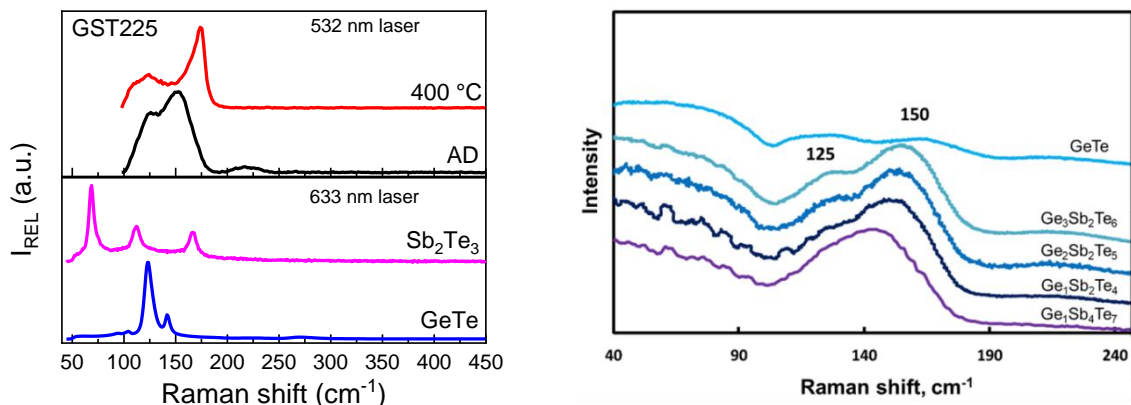 GST225
532 nm laser
400 °C
AD
633 nm laser
Sb₂Te₃
GeTe
I_REL (a.u.)
50 100 150 200 250 300 350 400 450
Raman shift (cm⁻¹)
150
125
GeTe
Ge₃Sb₂Te₆
Ge₂Sb₂Te₅
Ge₁Sb₂Te₄
Ge₁Sb₄Te₇
Intensity
40 90 140 190 240
Raman shift, cm⁻¹